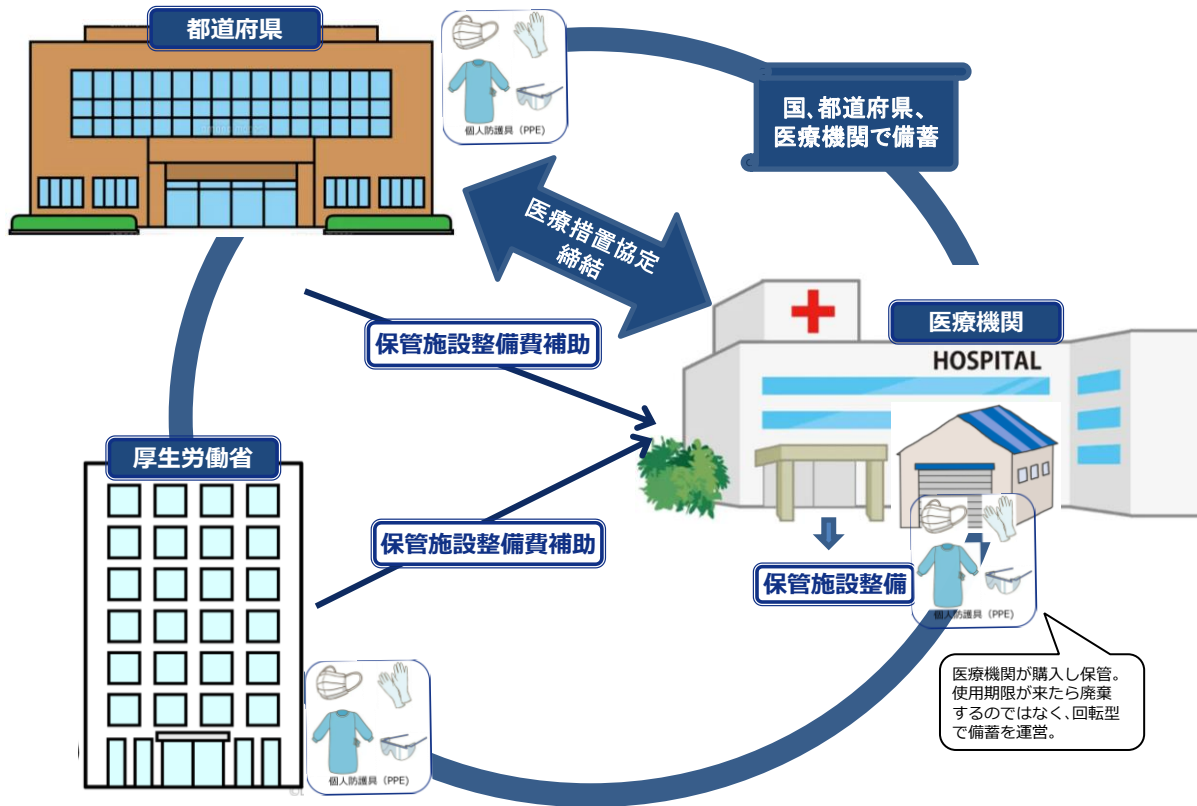 都道府県
個人防護具（PPE）
国、都道府県、
医療機関で備蓄
医療措置協定
締結
保管施設整備費補助
医療機関
HOSPITAL
厚生労働省
保管施設整備費補助
保管施設整備
個人防護具（PPE）
医療機関が購入し保管。
使用期限が来たら廃棄
するのではなく、回転型
で備蓄を運営。
個人防護具（PPE）